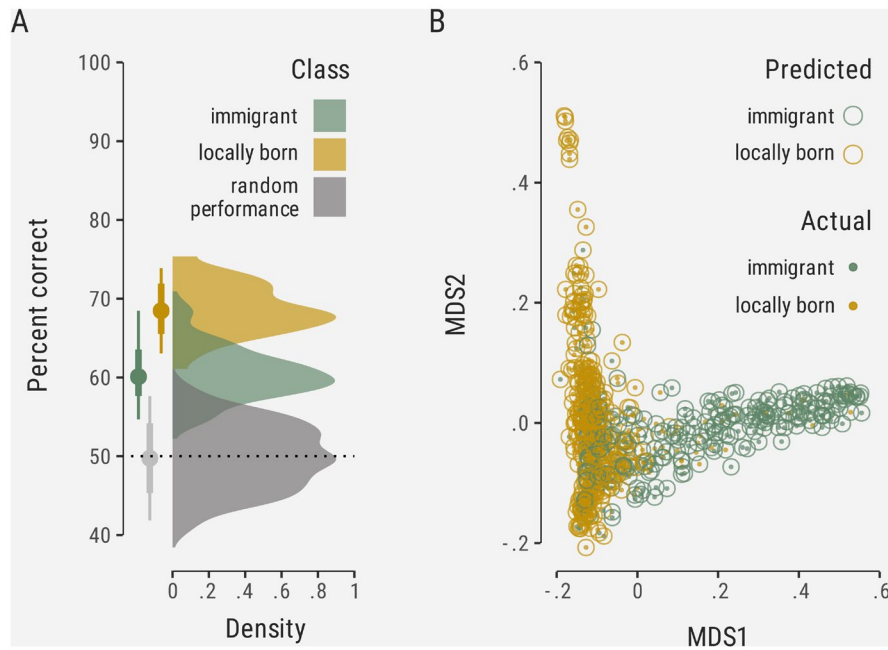 A
B
100
90
80
70
60
50
40
Percent correct
Class
immigrant
locally born
random
performance
0 .2 .4 .6 .8 1
Density
.6
.4
.2
.0
-.2
MDS2
Predicted
immigrant
locally born
Actual
immigrant
locally born
-.2 0 .2 .4 .6
MDS1